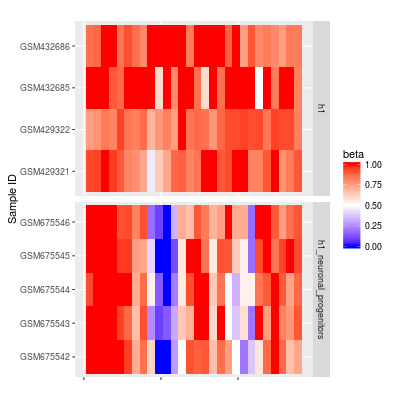 GSM432686
GSM432685
GSM429322
GSM429321
h1
GSM675546
GSM675545
GSM675544
GSM675543
GSM675542
h1_neuronal_progenitors
Sample ID
beta
1.00
0.75
0.50
0.25
0.00